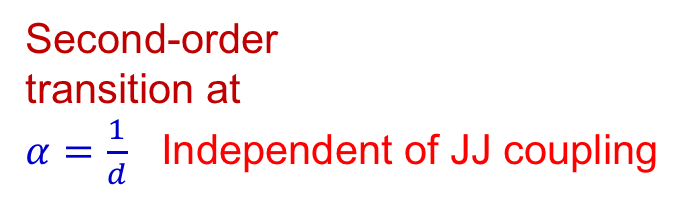 Second-order
transition at
α = 1/d Independent of JJ coupling